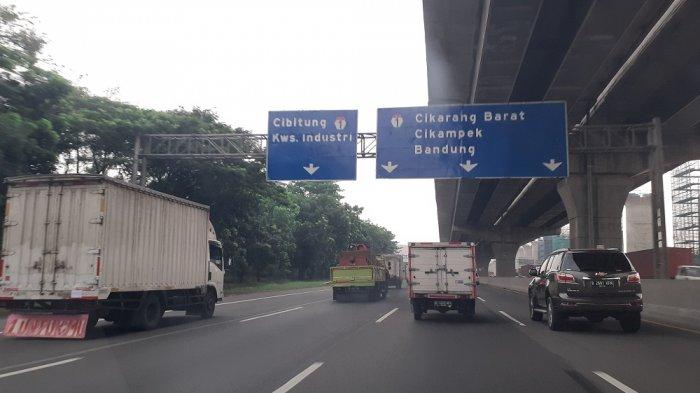 Cibitung
Kws. Industri
Cikarang Barat
Cikampek
Bandung